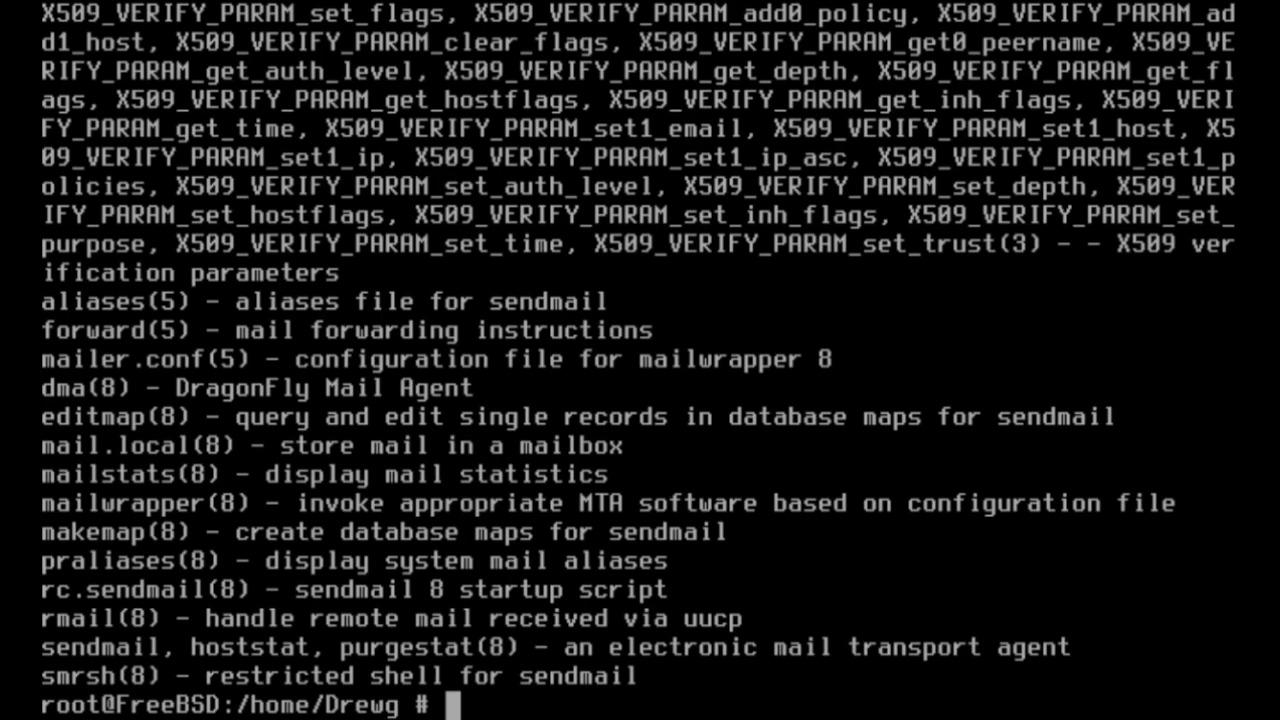 X509_VERIFY_PARAM_set_flags, X509_VERIFY_PARAM_add0_policy, X509_VERIFY_PARAM_ad
d1_host, X509_VERIFY_PARAM_clear_flags, X509_VERIFY_PARAM_get0_peername, X509_VE
RIFY_PARAM_get_auth_level, X509_VERIFY_PARAM_get_depth, X509_VERIFY_PARAM_get_fl
ags, X509_VERIFY_PARAM_get_hostflags, X509_VERIFY_PARAM_get_inh_flags, X509_VERI
FY_PARAM_get_time, X509_VERIFY_PARAM_set1_email, X509_VERIFY_PARAM_set1_host, X5
09_VERIFY_PARAM_set1_ip, X509_VERIFY_PARAM_set1_ip_asc, X509_VERIFY_PARAM_set1_p
olicies, X509_VERIFY_PARAM_set_auth_level, X509_VERIFY_PARAM_set_depth, X509_VER
IFY_PARAM_set_hostflags, X509_VERIFY_PARAM_set_inh_flags, X509_VERIFY_PARAM_set_
purpose, X509_VERIFY_PARAM_set_time, X509_VERIFY_PARAM_set_trust(3) - - X509 ver
ification parameters
aliases(5) - aliases file for sendmail
forward(5) - mail forwarding instructions
mailer.conf(5) - configuration file for mailwrapper 8
dma(8) - DragonFly Mail Agent
editmap(8) - query and edit single records in database maps for sendmail
mail.local(8) - store mail in a mailbox
mailstats(8) - display mail statistics
mailwrapper(8) - invoke appropriate MTA software based on configuration file
makemap(8) - create database maps for sendmail
praliases(8) - display system mail aliases
rc.sendmail(8) - sendmail 8 startup script
rmail(8) - handle remote mail received via uucp
sendmail, hoststat, purgestat(8) - an electronic mail transport agent
smrsh(8) - restricted shell for sendmail
root@FreeBSD:/home/Drewg #